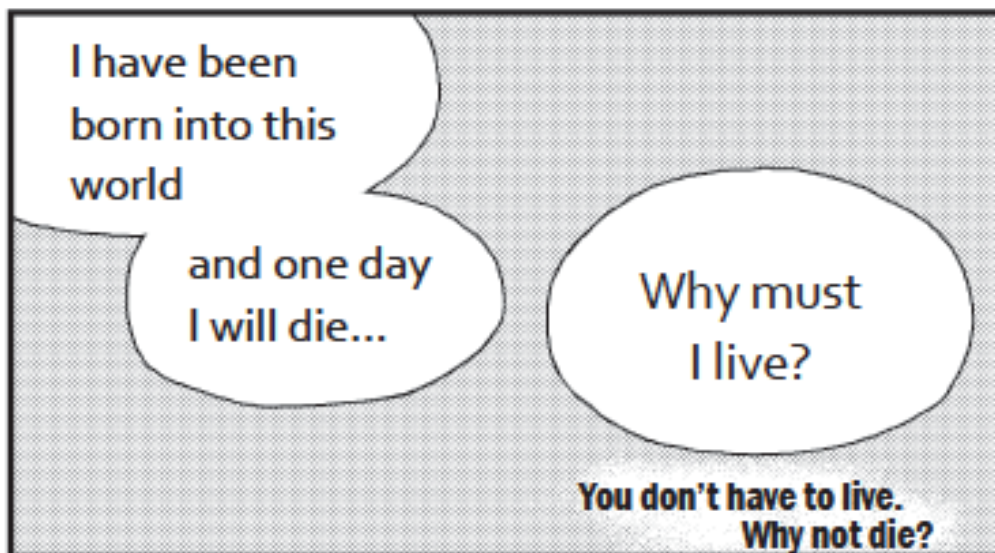 I have been
born into this
world
and one day
I will die...
Why must
I live?
You don't have to live.
Why not die?